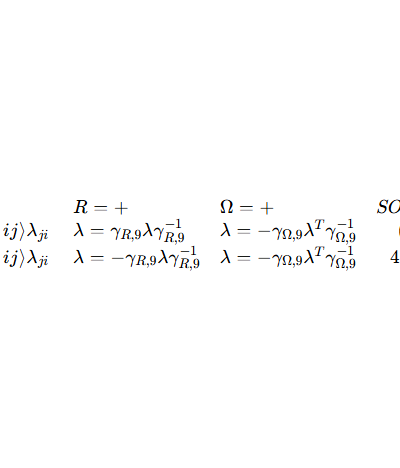 R = + Ω = + SO
ij⟩λ_{ji} λ = γ_{R,9}λγ_{R,9}^{−1} λ = −γ_{Ω,9}λ^Tγ_{Ω,9}^{−1} (
ij⟩λ_{ji} λ = −γ_{R,9}λγ_{R,9}^{−1} λ = −γ_{Ω,9}λ^Tγ_{Ω,9}^{−1} 4